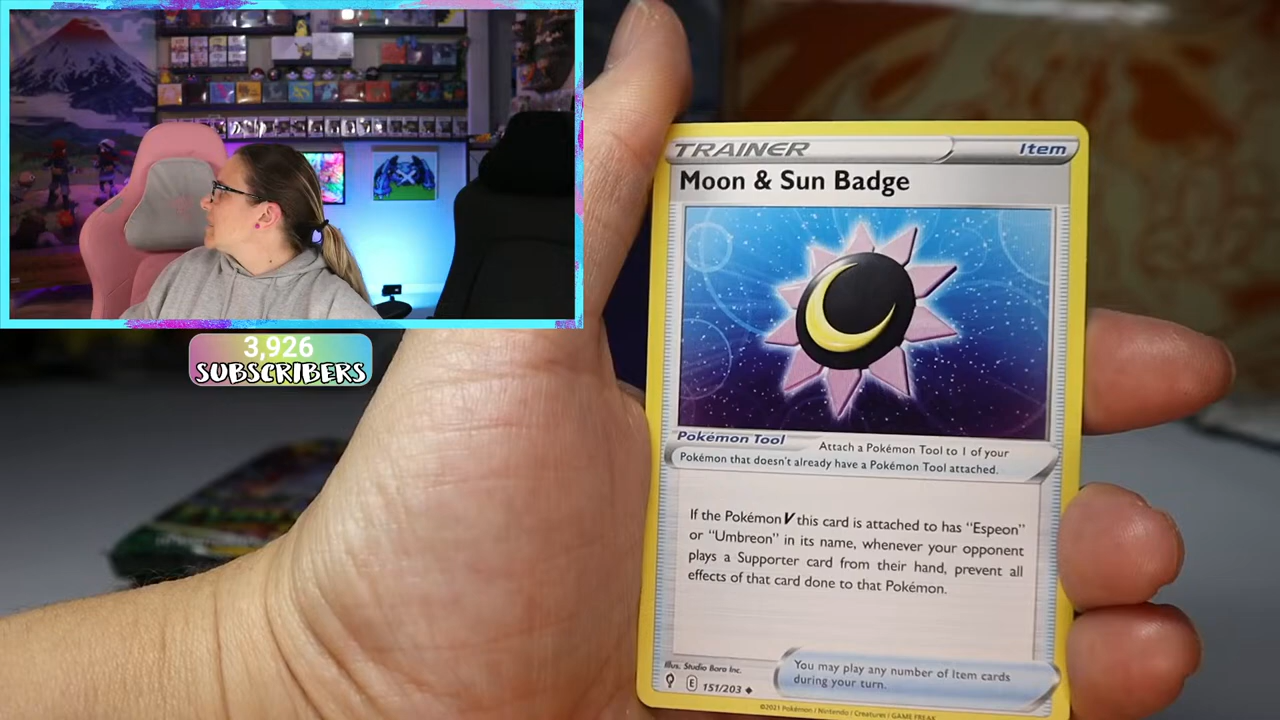 3,926
SUBSCRIBERS
TRAINER
Item
Moon & Sun Badge
Pokémon Tool
Attach a Pokémon Tool to 1 of your
Pokémon that doesn't already have a Pokémon Tool attached.
If the Pokémon V this card is attached to has "Espeon"
or "Umbreon" in its name, whenever your opponent
plays a Supporter card from their hand, prevent all
effects of that card done to that Pokémon.
You may play any number of Item cards
during your turn.
Illus. Studio Bora Inc.
E 151/203
©2021 Pokémon / Nintendo / Creatures / GAME FREAK